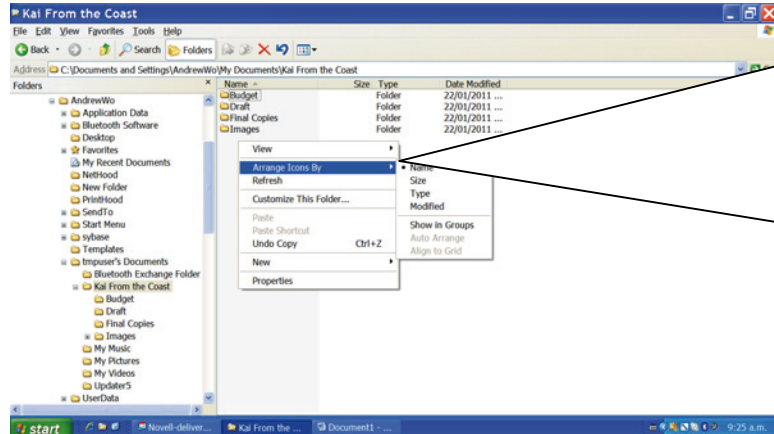 Kai From the Coast
File Edit View Favorites Tools Help
Back Search Folders
Address C:\Documents and Settings\AndrewWo\My Documents\Kai From the Coast
Folders
Name Size Type Date Modified
Budget Folder 22/01/2011 ...
Draft Folder 22/01/2011 ...
Final Copies Folder 22/01/2011 ...
Images Folder 22/01/2011 ...
AndrewWo
Application Data
Bluetooth Software
Desktop
Favorites
My Recent Documents
NetHood
New Folder
PrintHood
SendTo
Start Menu
sybase
Templates
tmpuser's Documents
Bluetooth Exchange Folder
Kai From the Coast
Budget
Draft
Final Copies
Images
My Music
My Pictures
My Videos
Updater5
UserData
View
Arrange Icons By
Refresh
Customize This Folder...
Paste
Paste Shortcut
Undo Copy Ctrl+Z
New
Properties
Name
Size
Type
Modified
Show in Groups
Auto Arrange
Align to Grid
start
Novell-deliver...
Kai From the ...
Document1 - ...
9:25 a.m.